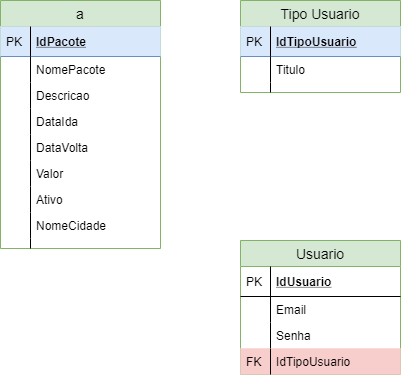 a
PK IdPacote
NomePacote
Descricao
DataIda
DataVolta
Valor
Ativo
NomeCidade
Tipo Usuario
PK IdTipoUsuario
Titulo
Usuario
PK IdUsuario
Email
Senha
FK IdTipoUsuario